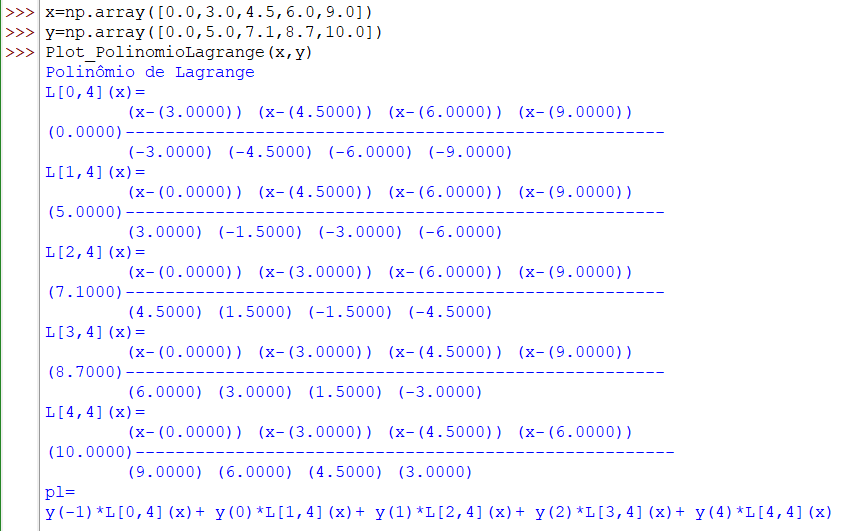 >>> x=np.array([0.0,3.0,4.5,6.0,9.0])
>>> y=np.array([0.0,5.0,7.1,8.7,10.0])
>>> Plot_PolinomioLagrange(x,y)
Polinômio de Lagrange
L[0,4](x)=
(x-(3.0000)) (x-(4.5000)) (x-(6.0000)) (x-(9.0000))
(0.0000)------------------------------------------------------
(-3.0000) (-4.5000) (-6.0000) (-9.0000)
L[1,4](x)=
(x-(0.0000)) (x-(4.5000)) (x-(6.0000)) (x-(9.0000))
(5.0000)------------------------------------------------------
(3.0000) (-1.5000) (-3.0000) (-6.0000)
L[2,4](x)=
(x-(0.0000)) (x-(3.0000)) (x-(6.0000)) (x-(9.0000))
(7.1000)------------------------------------------------------
(4.5000) (1.5000) (-1.5000) (-4.5000)
L[3,4](x)=
(x-(0.0000)) (x-(3.0000)) (x-(4.5000)) (x-(9.0000))
(8.7000)------------------------------------------------------
(6.0000) (3.0000) (1.5000) (-3.0000)
L[4,4](x)=
(x-(0.0000)) (x-(3.0000)) (x-(4.5000)) (x-(6.0000))
(10.0000)------------------------------------------------------
(9.0000) (6.0000) (4.5000) (3.0000)
pl=
y(-1)*L[0,4](x)+ y(0)*L[1,4](x)+ y(1)*L[2,4](x)+ y(2)*L[3,4](x)+ y(4)*L[4,4](x)